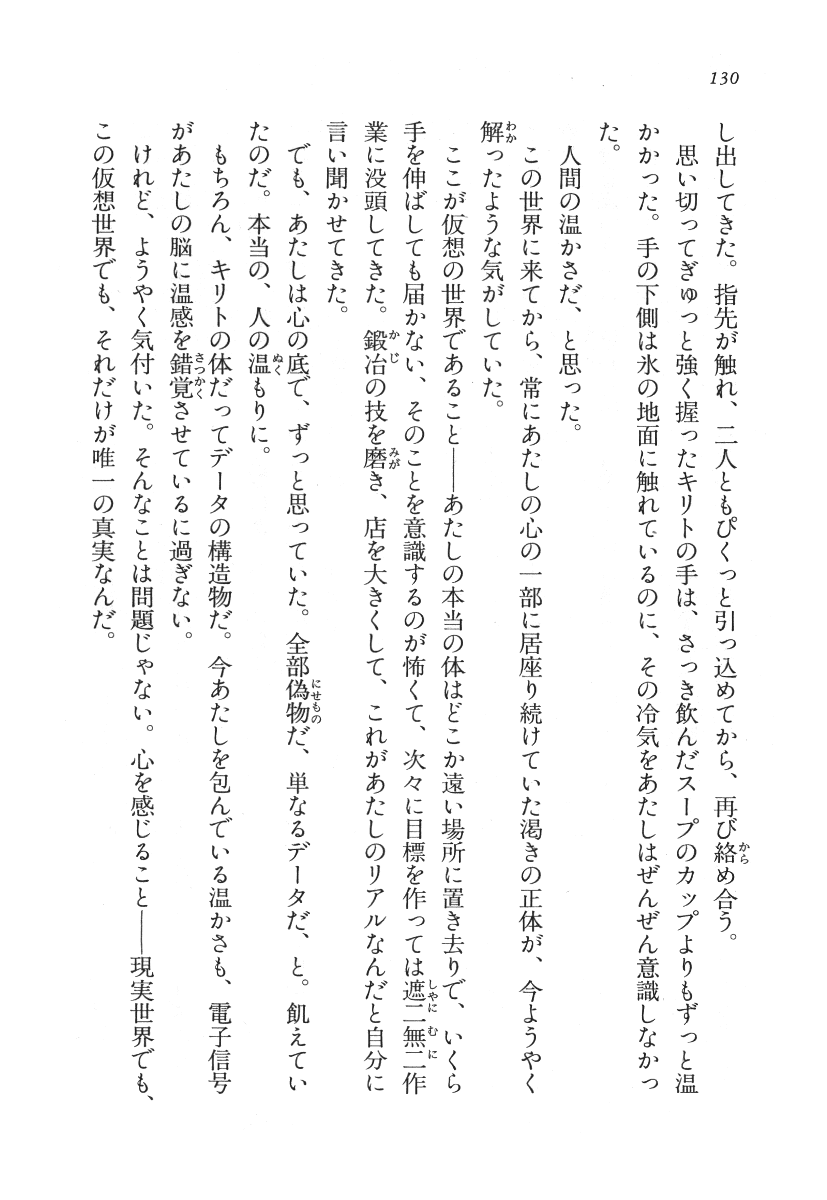 130
し出してきた。指先が触れ、二人ともぴくっと引っ込めてから、再び絡め合う。
思い切ってぎゅっと強く握ったキリトの手は、さっき飲んだスープのカップよりもずっと温
かかった。手の下側は氷の地面に触れているのに、その冷気をあたしはぜんぜん意識しなかっ
た。
人間の温かさだ、と思った。
この世界に来てから、常にあたしの心の一部に居座り続けていた渇きの正体が、今ようやく
解ったような気がしていた。
ここが仮想の世界であること――あたしの本当の体はどこか遠い場所に置き去りで、いくら
手を伸ばしても届かない、そのことを意識するのが怖くて、次々に目標を作っては遮二無二作
業に没頭してきた。鍛冶の技を磨き、店を大きくして、これがあたしのリアルなんだと自分に
言い聞かせてきた。
でも、あたしは心の底で、ずっと思っていた。全部偽物だ、単なるデータだ、と。飢えてい
たのだ。本当の、人の温もりに。
もちろん、キリトの体だってデータの構造物だ。今あたしを包んでいる温かさも、電子信号
があたしの脳に温感を錯覚させているに過ぎない。
けれど、ようやく気付いた。そんなことは問題じゃない。心を感じること――現実世界でも、
この仮想世界でも、それだけが唯一の真実なんだ。